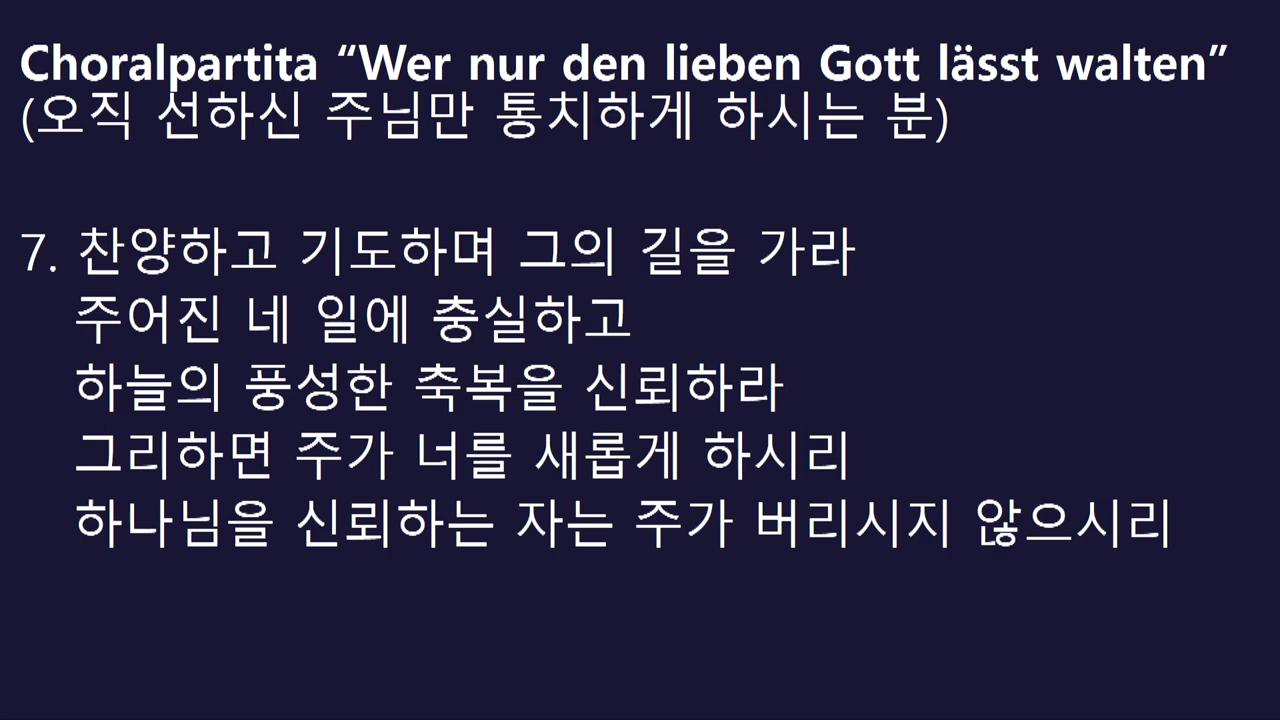 Choralpartita “Wer nur den lieben Gott lässt walten”
(오직 선하신 주님만 통치하게 하시는 분)
7. 찬양하고 기도하며 그의 길을 가라
주어진 네 일에 충실하고
하늘의 풍성한 축복을 신뢰하라
그리하면 주가 너를 새롭게 하시리
하나님을 신뢰하는 자는 주가 버리시지 않으시리